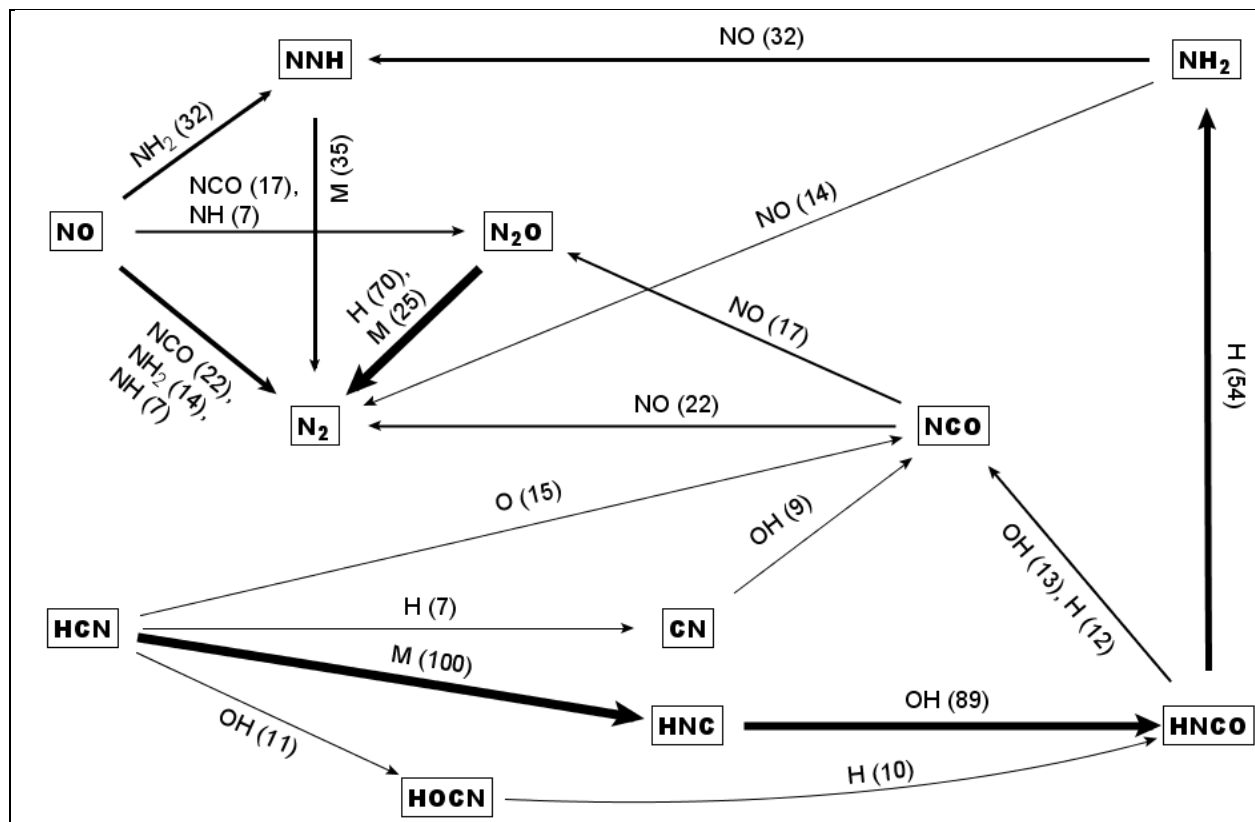 NO (32)
NNH
NH₂
NH₂ (32)
M (35)
NCO (17),
NH (7)
NO (14)
NO
N₂O
H (70),
M (25)
NO (17)
H (54)
NCO (22),
NH₂ (14),
NH (7)
NO (22)
N₂
NCO
O (15)
OH (9)
OH (13), H (12)
H (7)
HCN
CN
M (100)
OH (89)
HNC
HNCO
OH (11)
H (10)
HOCN